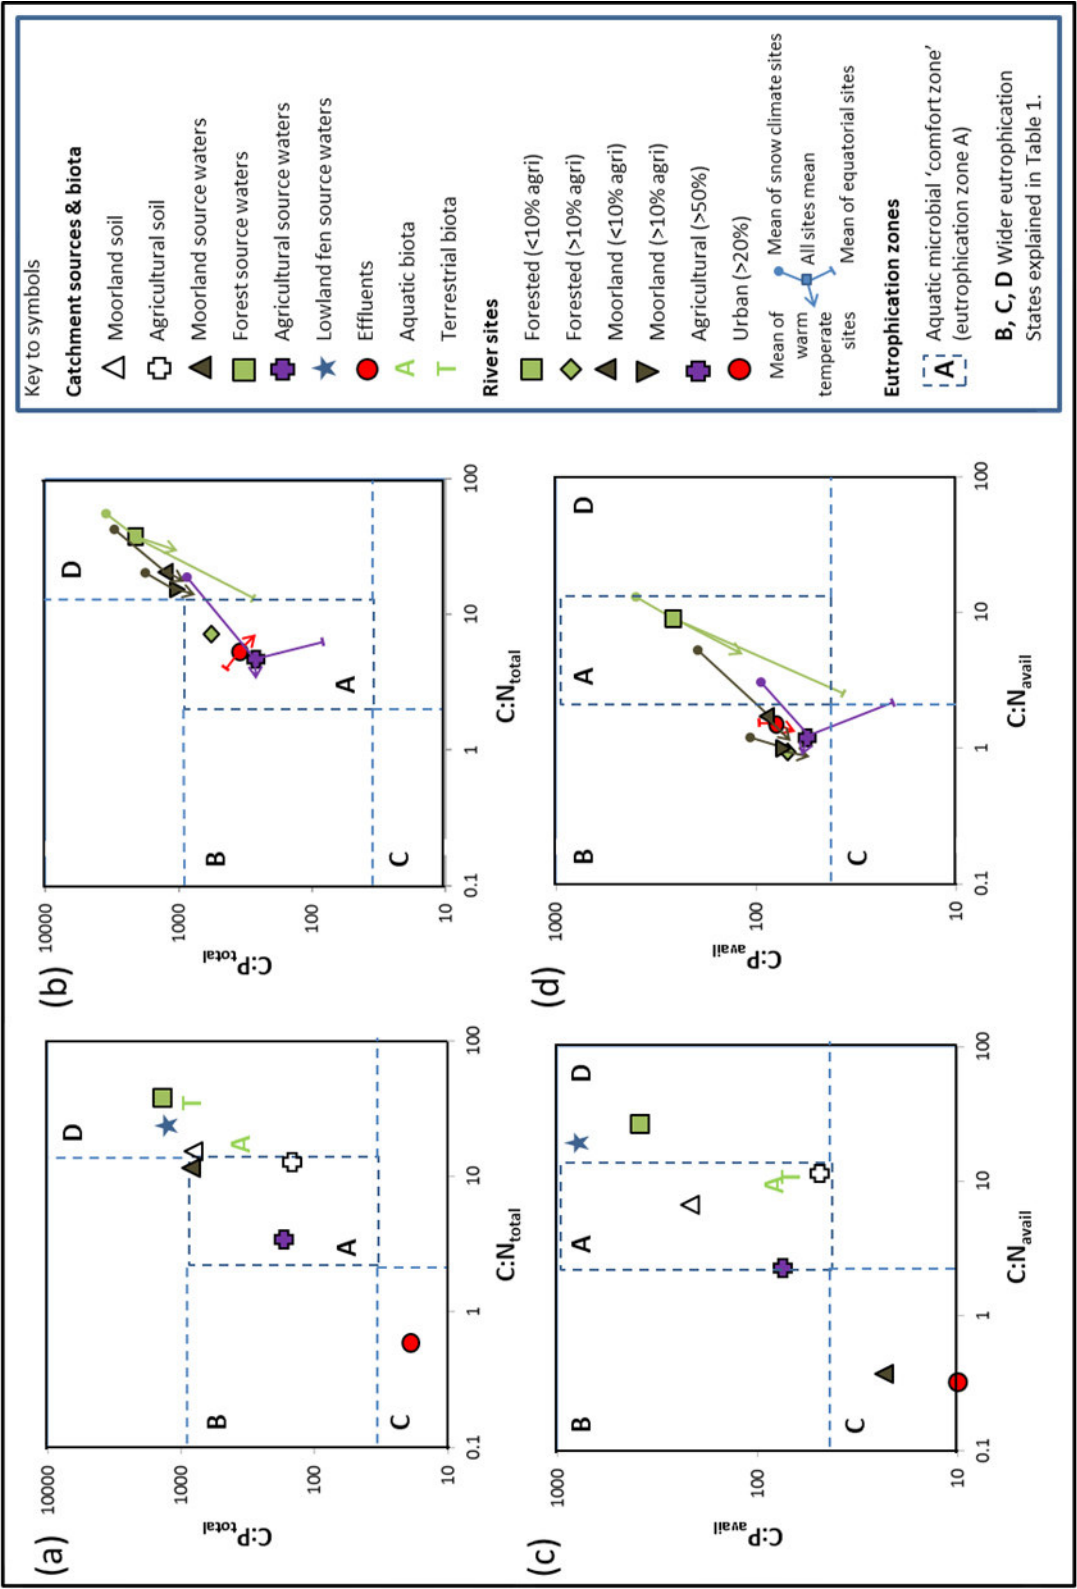 (a)
C:Ptotal
10000
1000
100
10
D
B
A
C
A
T
0.1
1
10
100
C:Ntotal
(b)
C:Ptotal
10000
1000
100
10
D
B
A
C
0.1
1
10
100
C:Ntotal
(c)
C:Pavail
1000
100
10
B
A
D
C
A
T
0.1
1
10
100
C:Navail
(d)
C:Pavail
1000
100
10
B
A
D
C
0.1
1
10
100
C:Navail
Key to symbols
Catchment sources & biota
Moorland soil
Agricultural soil
Moorland source waters
Forest source waters
Agricultural source waters
Lowland fen source waters
Effluents
A Aquatic biota
T Terrestrial biota
River sites
Forested (<10% agri)
Forested (>10% agri)
Moorland (<10% agri)
Moorland (>10% agri)
Agricultural (>50%)
Urban (>20%)
Mean of warm temperate sites
Mean of snow climate sites
All sites mean
Mean of equatorial sites
Eutrophication zones
A Aquatic microbial ‘comfort zone’
(eutrophication zone A)
B, C, D Wider eutrophication
States explained in Table 1.